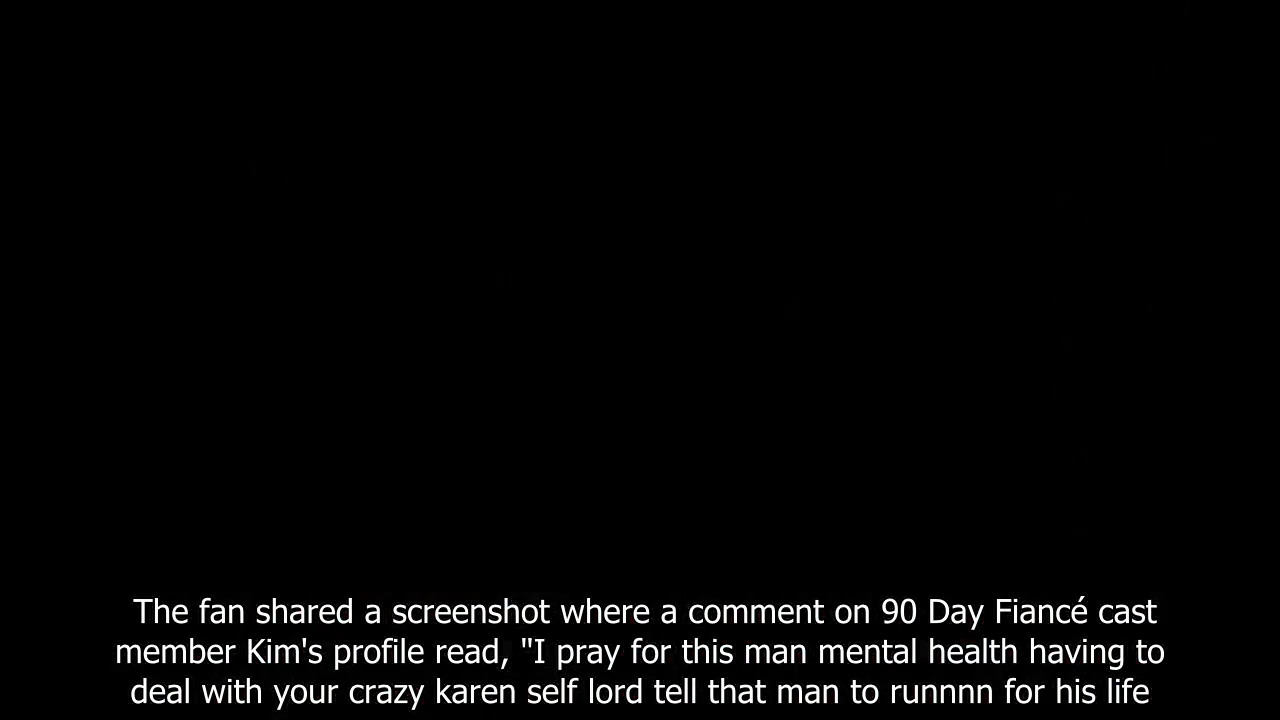 The fan shared a screenshot where a comment on 90 Day Fiancé cast
member Kim's profile read, "I pray for this man mental health having to
deal with your crazy karen self lord tell that man to runnnn for his life